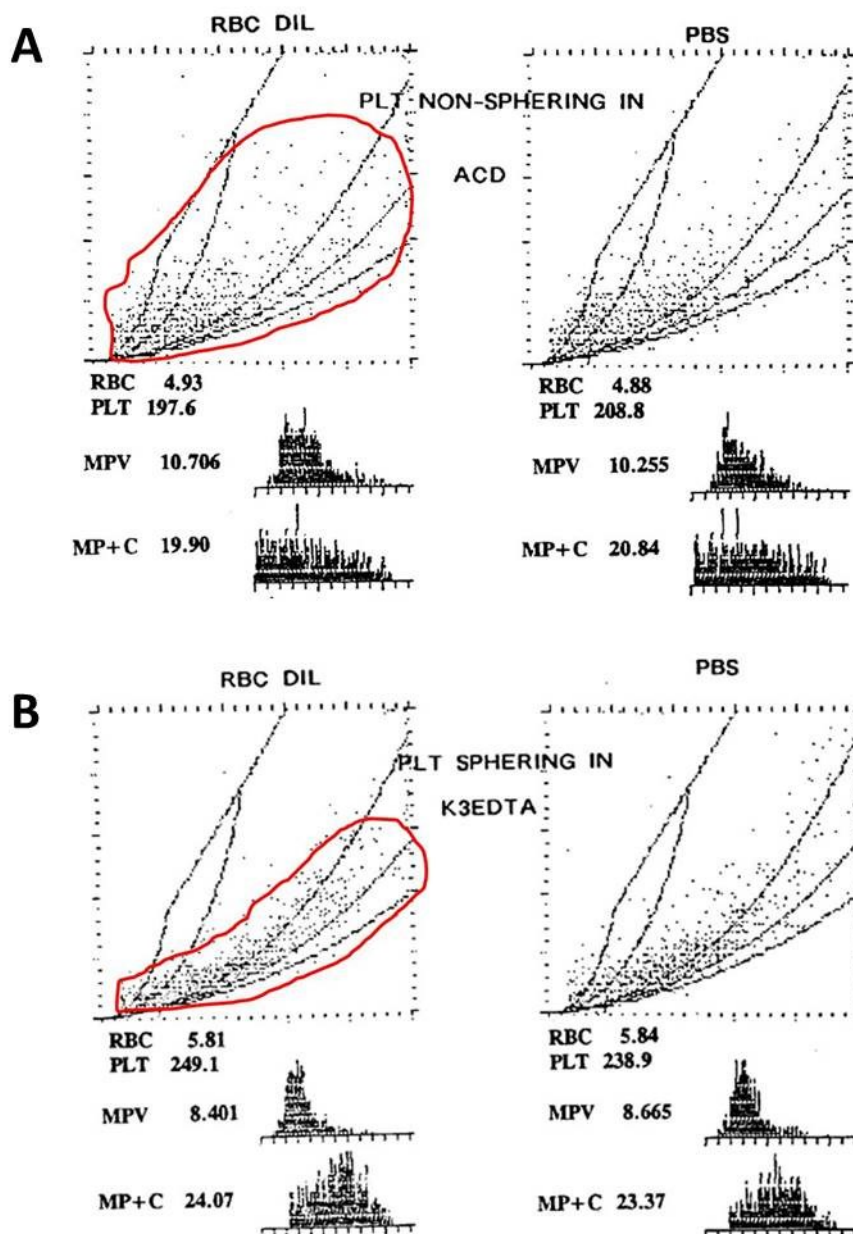 A
RBC DIL
PBS
PLT NON-SPHERING IN
ACD
RBC 4.93
PLT 197.6
MPV 10.706
MP+C 19.90
RBC 4.88
PLT 208.8
MPV 10.255
MP+C 20.84
B
RBC DIL
PBS
PLT SPHERING IN
K3EDTA
RBC 5.81
PLT 249.1
MPV 8.401
MP+C 24.07
RBC 5.84
PLT 238.9
MPV 8.665
MP+C 23.37